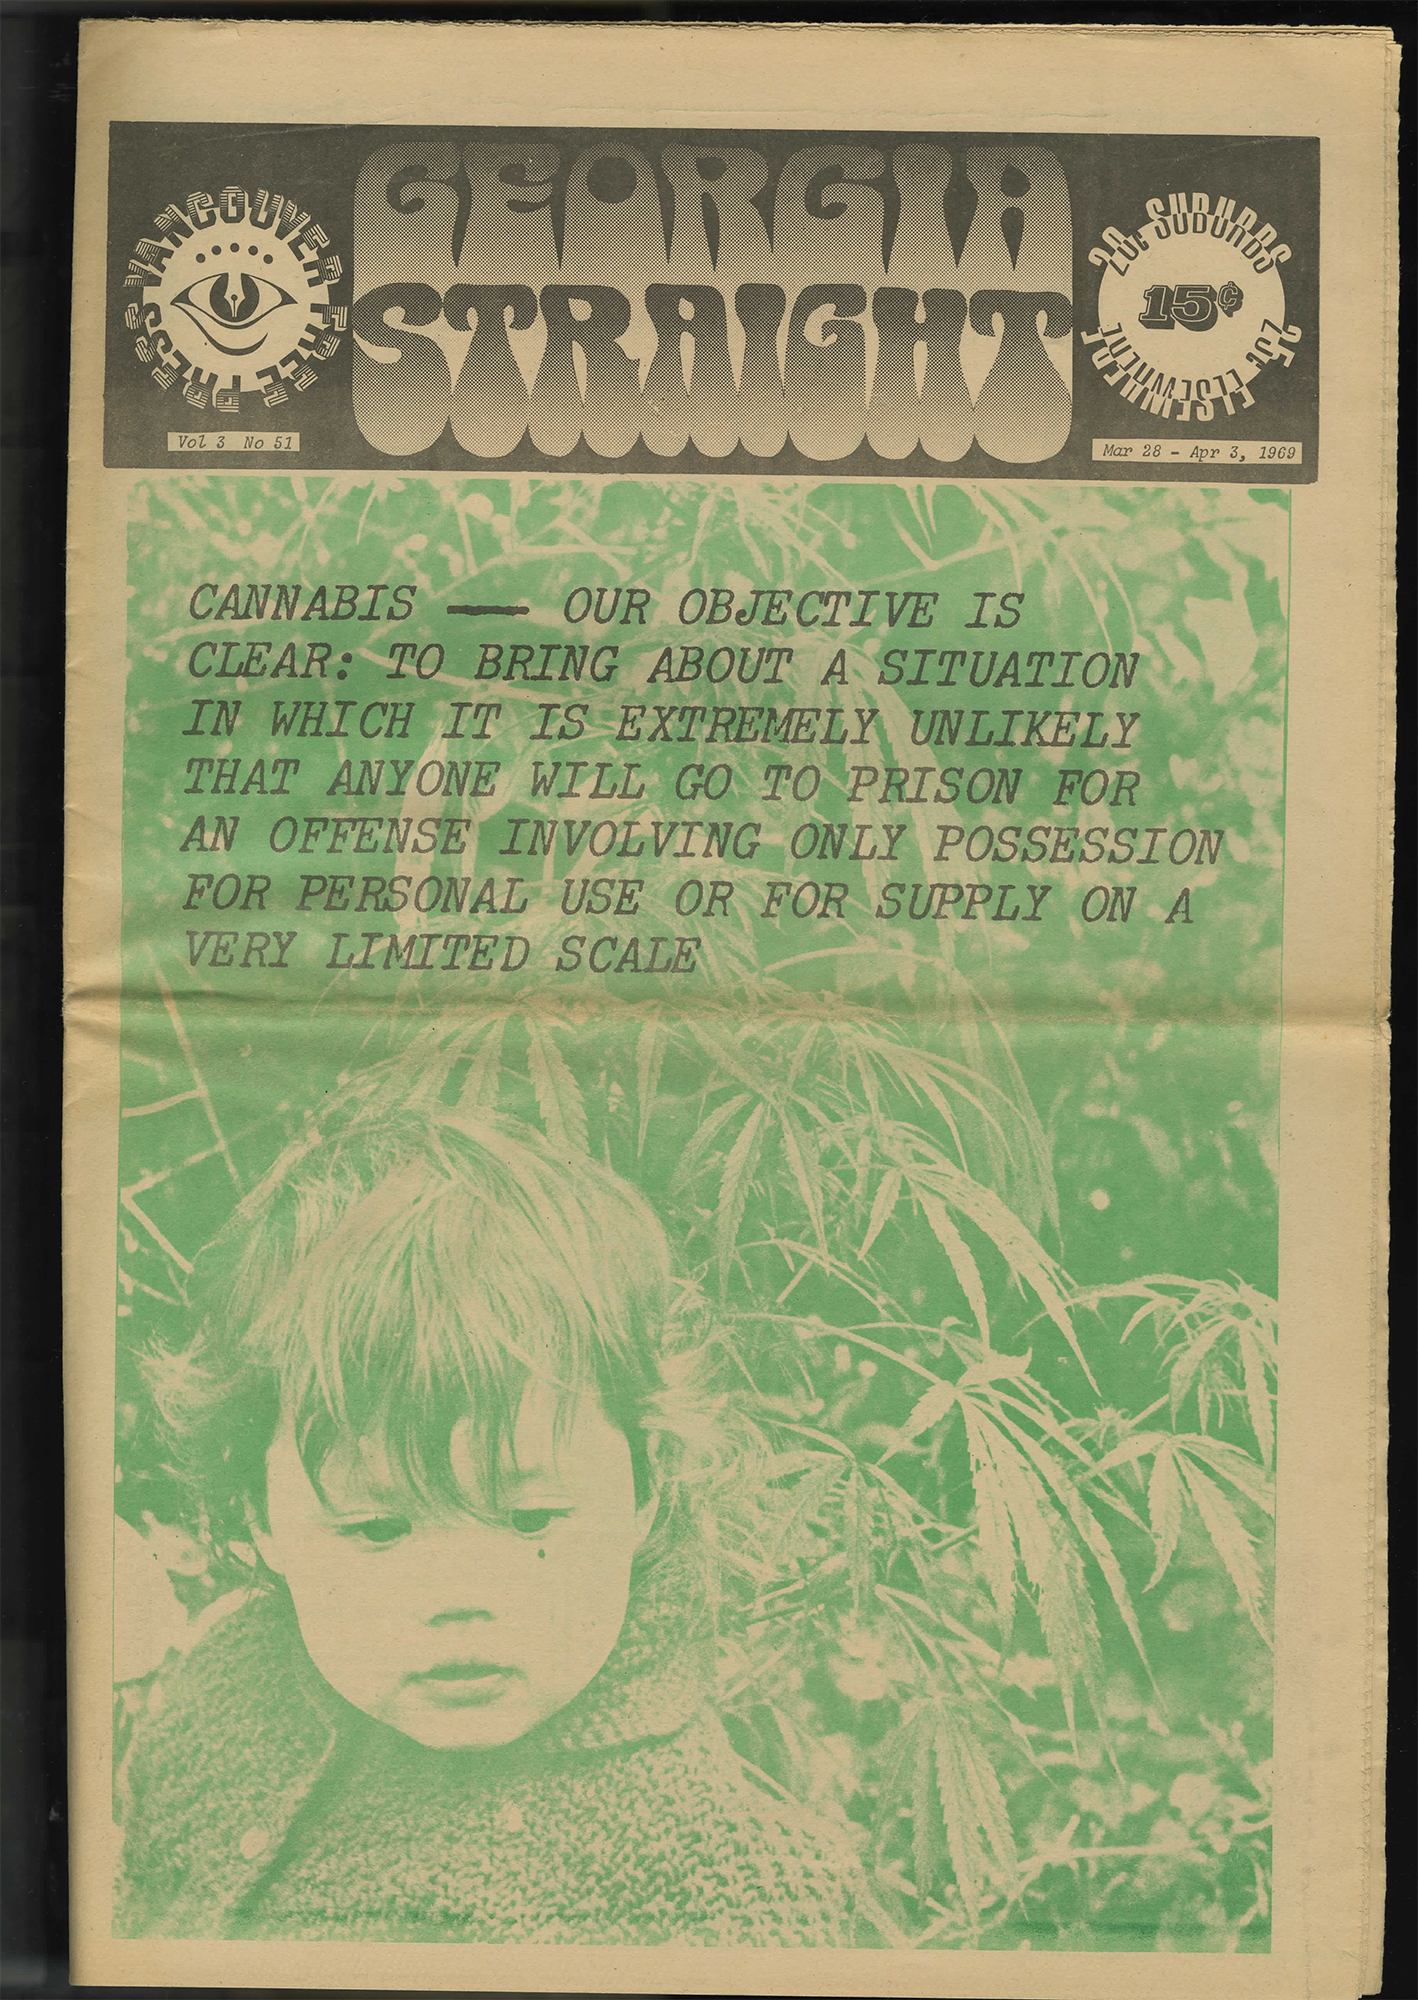 GEORGIA
STRAIGHT
VANCOUVER FREE PRESS
Vol 3 No 51
20¢ SUBURBS
15¢
25¢ ELSEWHERE
Mar 28 - Apr 3, 1969
CANNABIS — OUR OBJECTIVE IS
CLEAR: TO BRING ABOUT A SITUATION
IN WHICH IT IS EXTREMELY UNLIKELY
THAT ANYONE WILL GO TO PRISON FOR
AN OFFENSE INVOLVING ONLY POSSESSION
FOR PERSONAL USE OR FOR SUPPLY ON A
VERY LIMITED SCALE